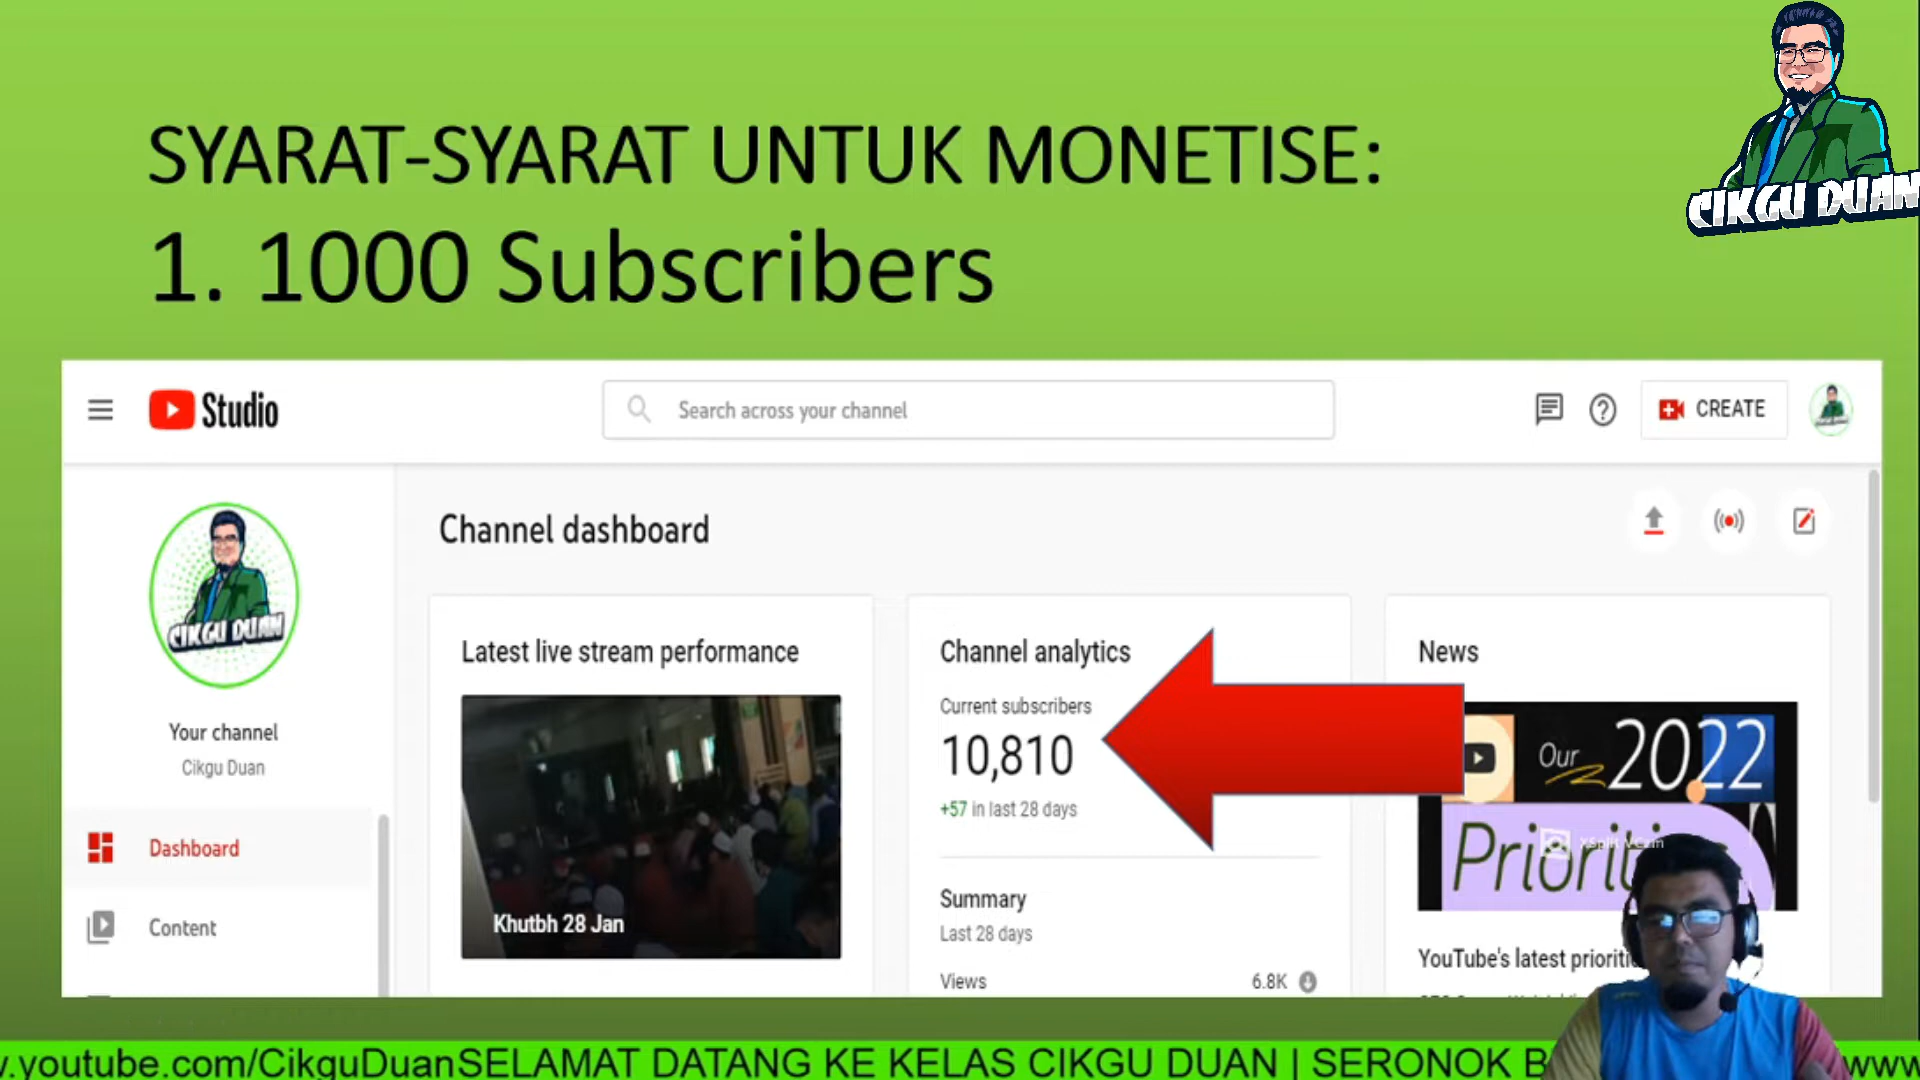 SYARAT-SYARAT UNTUK MONETISE:
1. 1000 Subscribers
CIKGU DUAN
Studio
Search across your channel
CREATE
CIKGU DUAN
Your channel
Cikgu Duan
Dashboard
Content
Channel dashboard
Latest live stream performance
Khutbh 28 Jan
Channel analytics
Current subscribers
10,810
+57 in last 28 days
Summary
Last 28 days
Views 6.8K
News
Our 2022
XSplit VCam
YouTube's latest
.youtube.com/CikguDuanSELAMAT DATANG KE KELAS CIKGU DUAN | SERONOK B
www